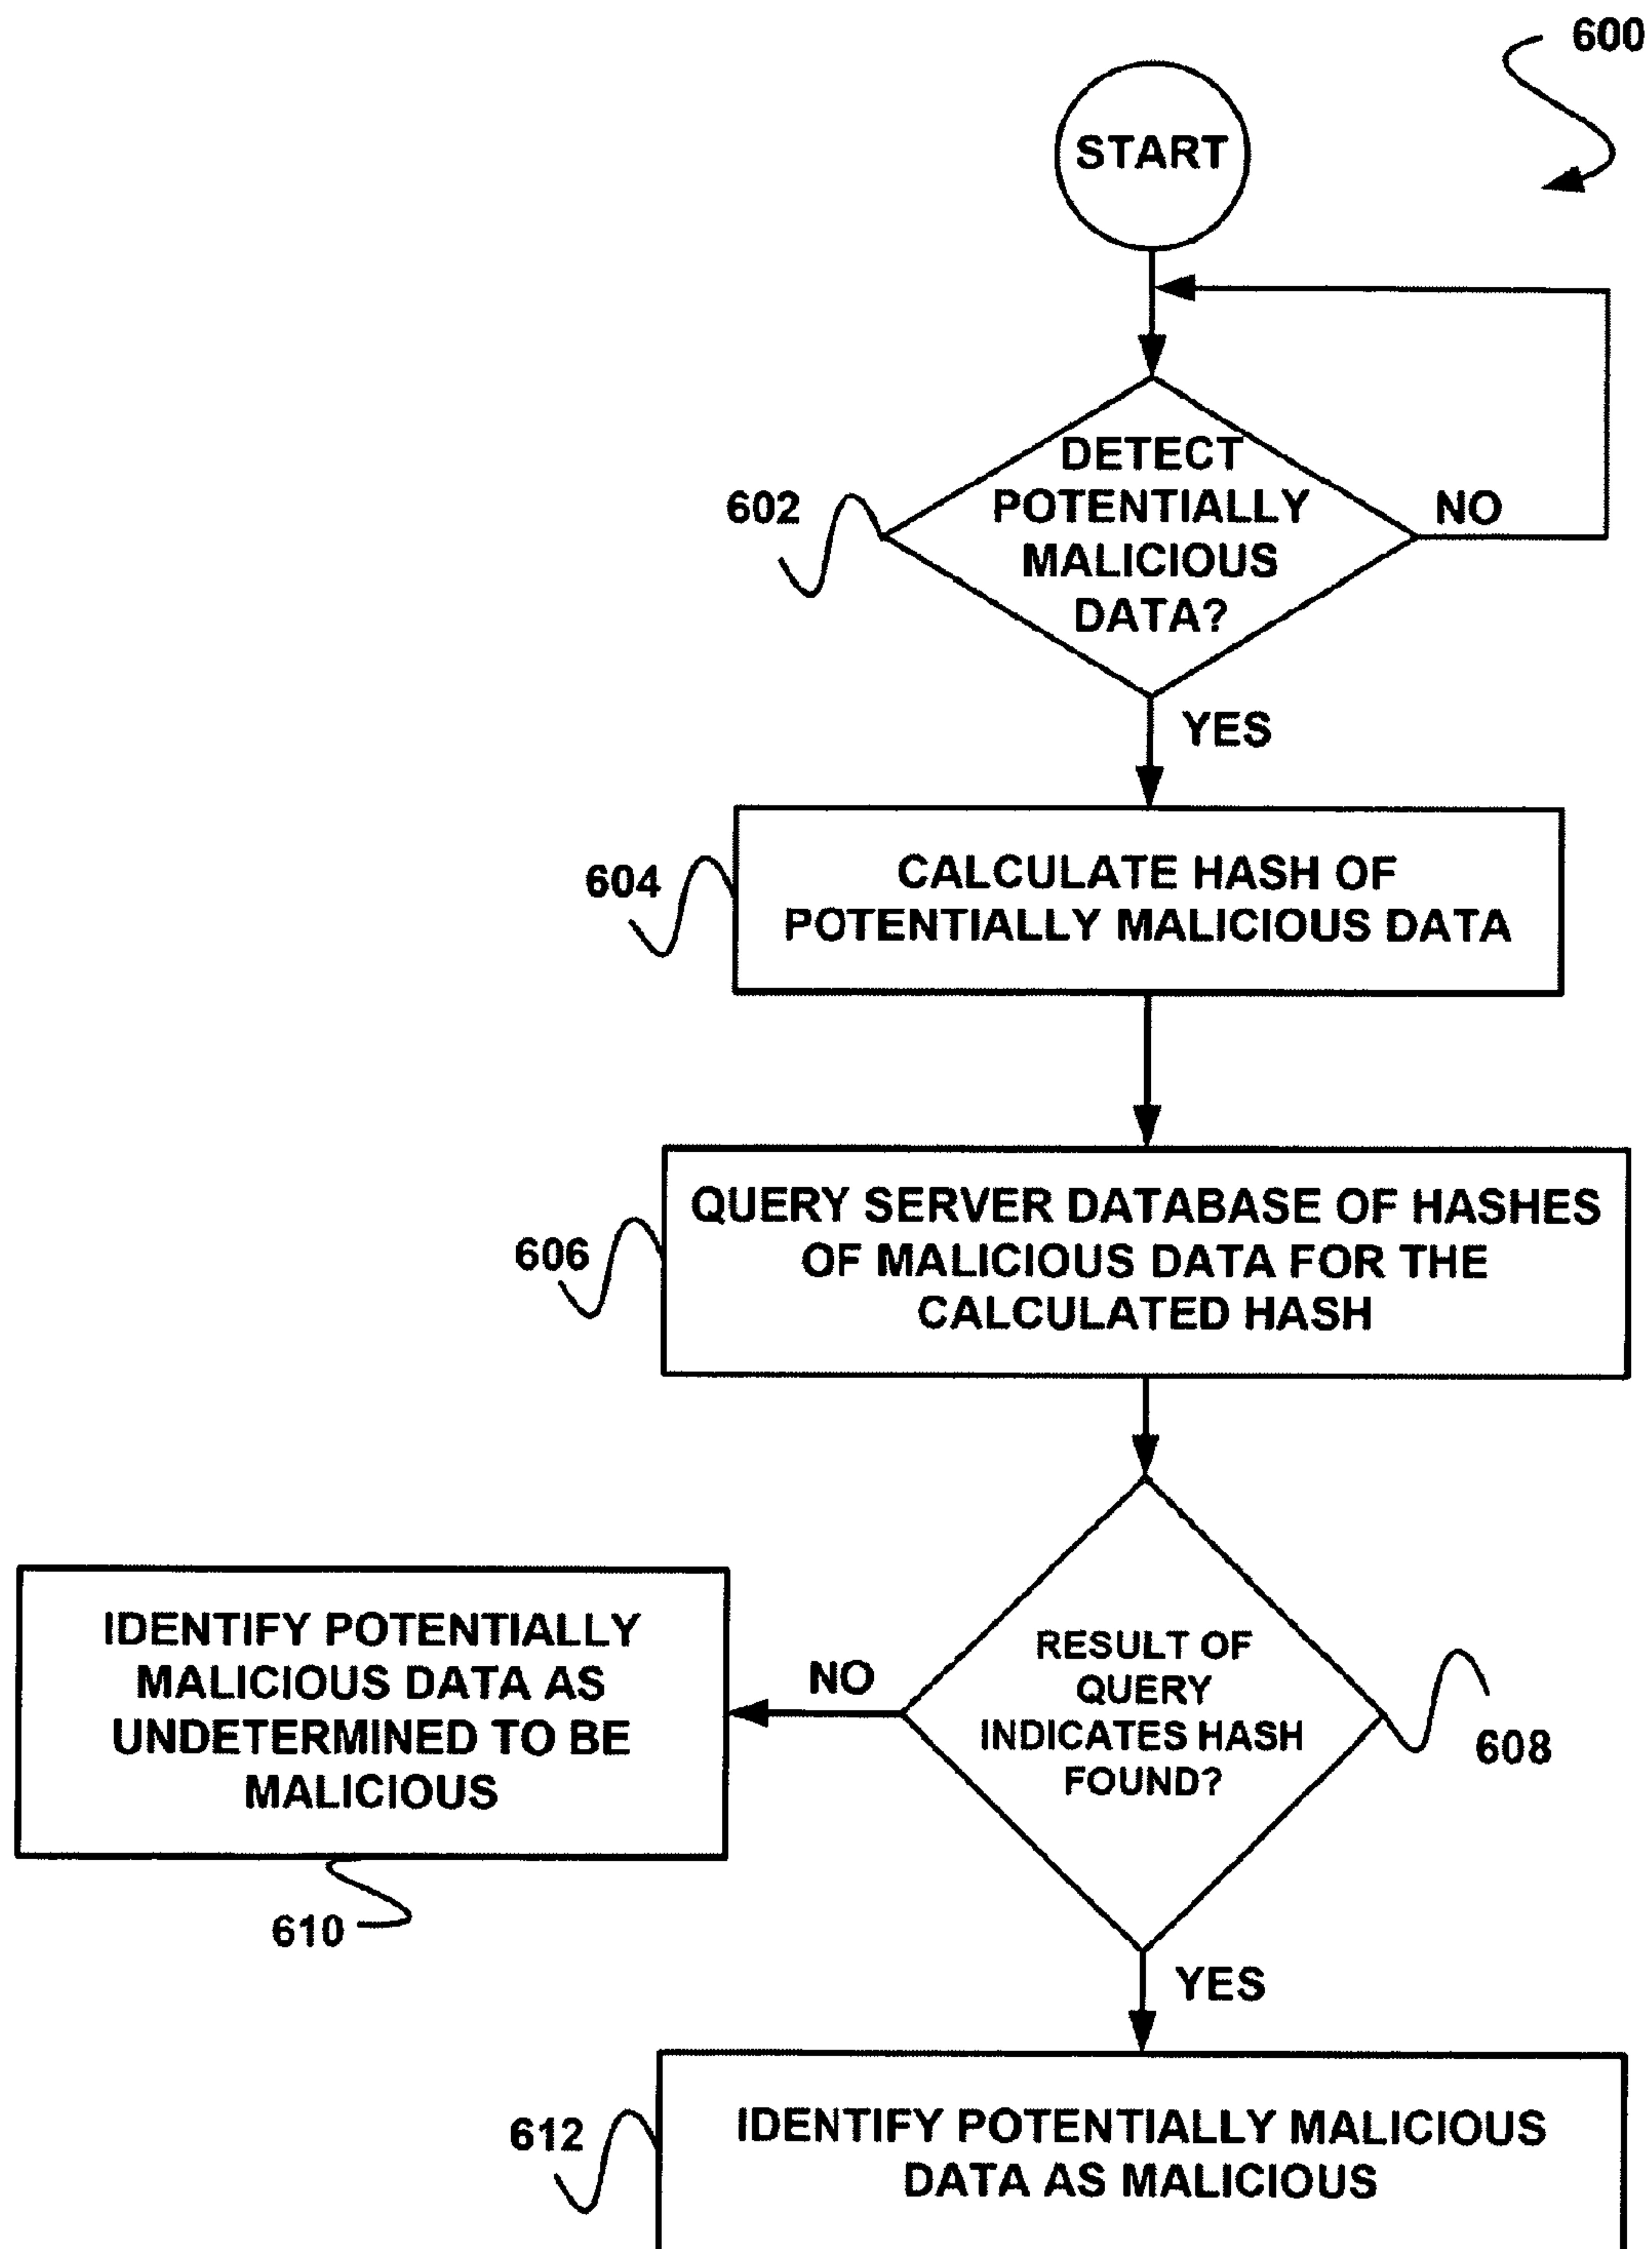 600
START
DETECT
POTENTIALLY
MALICIOUS
DATA?
602
NO
YES
604
CALCULATE HASH OF
POTENTIALLY MALICIOUS DATA
606
QUERY SERVER DATABASE OF HASHES
OF MALICIOUS DATA FOR THE
CALCULATED HASH
RESULT OF
QUERY
INDICATES HASH
FOUND?
608
NO
IDENTIFY POTENTIALLY
MALICIOUS DATA AS
UNDETERMINED TO BE
MALICIOUS
610
YES
612
IDENTIFY POTENTIALLY MALICIOUS
DATA AS MALICIOUS